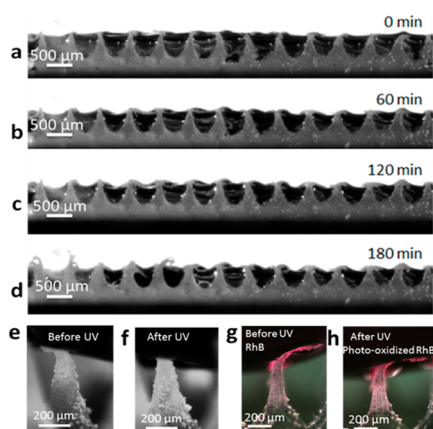 0 min
a
500 µm
60 min
b
500 µm
120 min
c
500 µm
180 min
d
500 µm
e Before UV
200 µm
f After UV
200 µm
g Before UV
RhB
200 µm
h After UV
Photo-oxidized RhB
200 µm